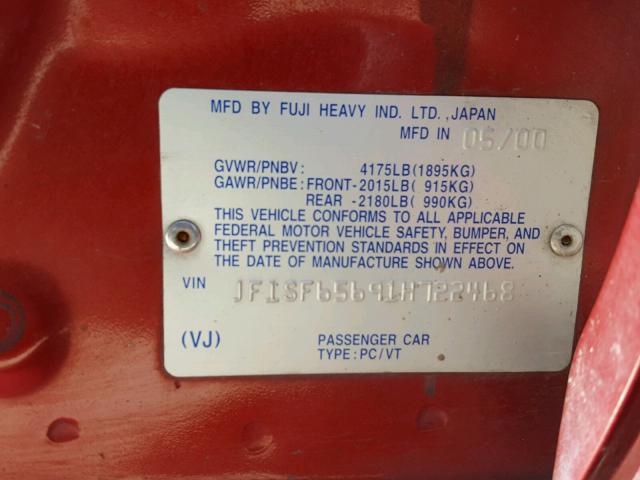 MFD BY FUJI HEAVY IND. LTD.,JAPAN
MFD IN 05/00
GVWR/PNBV: 4175LB(1895KG)
GAWR/PNBE: FRONT-2015LB( 915KG)
REAR -2180LB( 990KG)
THIS VEHICLE CONFORMS TO ALL APPLICABLE
FEDERAL MOTOR VEHICLE SAFETY, BUMPER, AND
THEFT PREVENTION STANDARDS IN EFFECT ON
THE DATE OF MANUFACTURE SHOWN ABOVE.
VIN JF1SF65691H722468
(VJ) PASSENGER CAR
TYPE:PC/VT